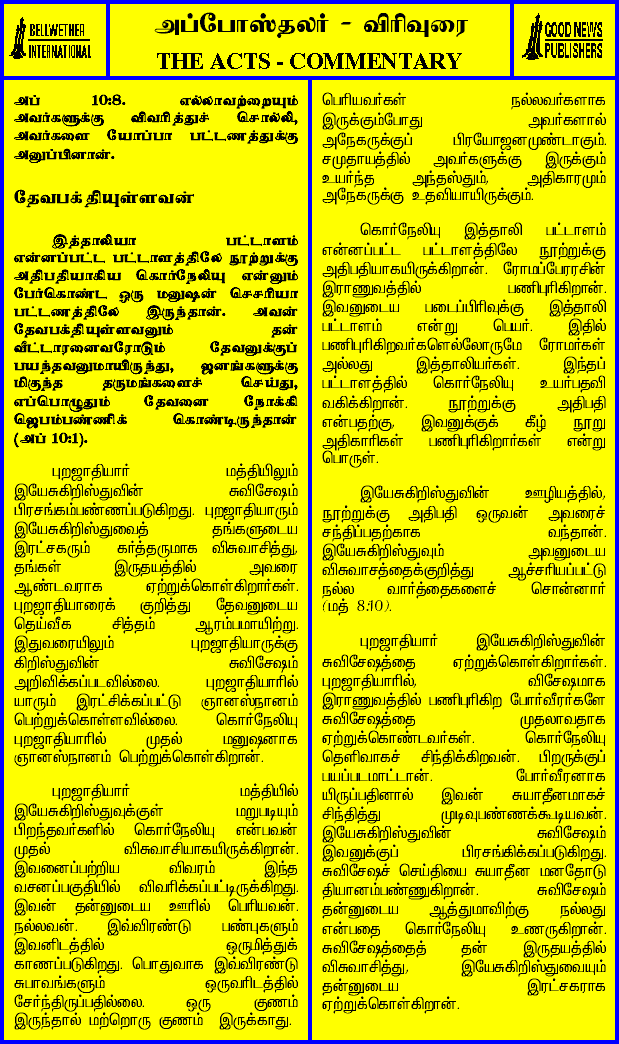 BELLWETHER
INTERNATIONAL
அப்போஸ்தலர் - விரிவுரை
THE ACTS - COMMENTARY
GOOD NEWS
PUBLISHERS
அப் 10:8. எல்லாவற்றையும்
அவர்களுக்கு விவரித்துச் சொல்லி,
அவர்களை யோப்பா பட்டணத்துக்கு
அனுப்பினான்.
தேவபக்தியுள்ளவன்
இத்தாலியா பட்டாளம்
என்னப்பட்ட பட்டாளத்திலே நூற்றுக்கு
அதிபதியாகிய கொர்நேலியு என்னும்
பேர்கொண்ட ஒரு மனுஷன் செசரியா
பட்டணத்திலே இருந்தான். அவன்
தேவபக்தியுள்ளவனும் தன்
வீட்டாரனைவரோடும் தேவனுக்குப்
பயந்தவனுமாயிருந்து, ஜனங்களுக்கு
மிகுந்த தருமங்களைச் செய்து,
எப்பொழுதும் தேவனை நோக்கி
ஜெபம்பண்ணிக் கொண்டிருந்தான்
(அப் 10:1).
புறஜாதியார் மத்தியிலும்
இயேசுகிறிஸ்துவின் சுவிசேஷம்
பிரசங்கம்பண்ணப்படுகிறது. புறஜாதியாரும்
இயேசுகிறிஸ்துவைத் தங்களுடைய
இரட்சகரும் கர்த்தருமாக விசுவாசித்து,
தங்கள் இருதயத்தில் அவரை
ஆண்டவராக ஏற்றுக்கொள்கிறார்கள்.
புறஜாதியாரைக் குறித்து தேவனுடைய
தெய்வீக சித்தம் ஆரம்பமாயிற்று.
இதுவரையிலும் புறஜாதியாருக்கு
கிறிஸ்துவின் சுவிசேஷம்
அறிவிக்கப்படவில்லை. புறஜாதியாரில்
யாரும் இரட்சிக்கப்பட்டு ஞானஸ்நானம்
பெற்றுக்கொள்ளவில்லை. கொர்நேலியு
புறஜாதியாரில் முதல் மனுஷனாக
ஞானஸ்நானம் பெற்றுக்கொள்கிறான்.
புறஜாதியார் மத்தியில்
இயேசுகிறிஸ்துவுக்குள் மறுபடியும்
பிறந்தவர்களில் கொர்நேலியு என்பவன்
முதல் விசுவாசியாகயிருக்கிறான்.
இவனைப்பற்றிய விவரம் இந்த
வசனப்பகுதியில் விவரிக்கப்பட்டிருக்கிறது.
இவன் தன்னுடைய ஊரில் பெரியவன்.
நல்லவன். இவ்விரண்டு பண்புகளும்
இவனிடத்தில் ஒருமித்துக்
காணப்படுகிறது. பொதுவாக இவ்விரண்டு
சுபாவங்களும் ஒருவரிடத்தில்
சேர்ந்திருப்பதில்லை. ஒரு குணம்
இருந்தால் மற்றொரு குணம் இருக்காது.
பெரியவர்கள் நல்லவர்களாக
இருக்கும்போது அவர்களால்
அநேகருக்குப் பிரயோஜனமுண்டாகும்.
சமுதாயத்தில் அவர்களுக்கு இருக்கும்
உயர்ந்த அந்தஸ்தும், அதிகாரமும்
அநேகருக்கு உதவியாயிருக்கும்.
கொர்நேலியு இத்தாலி பட்டாளம்
என்னப்பட்ட பட்டாளத்திலே நூற்றுக்கு
அதிபதியாகயிருக்கிறான். ரோமப்பேரரசின்
இராணுவத்தில் பணிபுரிகிறான்.
இவனுடைய படைப்பிரிவுக்கு இத்தாலி
பட்டாளம் என்று பெயர். இதில்
பணிபுரிகிறவர்களெல்லோருமே ரோமர்கள்
அல்லது இத்தாலியர்கள். இந்தப்
பட்டாளத்தில் கொர்நேலியு உயர்பதவி
வகிக்கிறான். நூற்றுக்கு அதிபதி
என்பதற்கு, இவனுக்குக் கீழ் நூறு
அதிகாரிகள் பணிபுரிகிறார்கள் என்று
பொருள்.
இயேசுகிறிஸ்துவின் ஊழியத்தில்,
நூற்றுக்கு அதிபதி ஒருவன் அவரைச்
சந்திப்பதற்காக வந்தான்.
இயேசுகிறிஸ்துவும் அவனுடைய
விசுவாசத்தைக்குறித்து ஆச்சரியப்பட்டு
நல்ல வார்த்தைகளைச் சொன்னார்
(மத் 8:10).
புறஜாதியார் இயேசுகிறிஸ்துவின்
சுவிசேஷத்தை ஏற்றுக்கொள்கிறார்கள்.
புறஜாதியாரில், விசேஷமாக
இராணுவத்தில் பணிபுரிகிற போர்வீரர்களே
சுவிசேஷத்தை முதலாவதாக
ஏற்றுக்கொண்டவர்கள். கொர்நேலியு
தெளிவாகச் சிந்திக்கிறவன். பிறருக்குப்
பயப்படமாட்டான். போர்வீரனாக
யிருப்பதினால் இவன் சுயாதீனமாகச்
சிந்தித்து முடிவுபண்ணக்கூடியவன்.
இயேசுகிறிஸ்துவின் சுவிசேஷம்
இவனுக்குப் பிரசங்கிக்கப்படுகிறது.
சுவிசேஷச் செய்தியை சுயாதீன மனதோடு
தியானம்பண்ணுகிறான். சுவிசேஷம்
தன்னுடைய ஆத்துமாவிற்கு நல்லது
என்பதை கொர்நேலியு உணருகிறான்.
சுவிசேஷத்தைத் தன் இருதயத்தில்
விசுவாசித்து, இயேசுகிறிஸ்துவையும்
தன்னுடைய இரட்சகராக
ஏற்றுக்கொள்கிறான்.